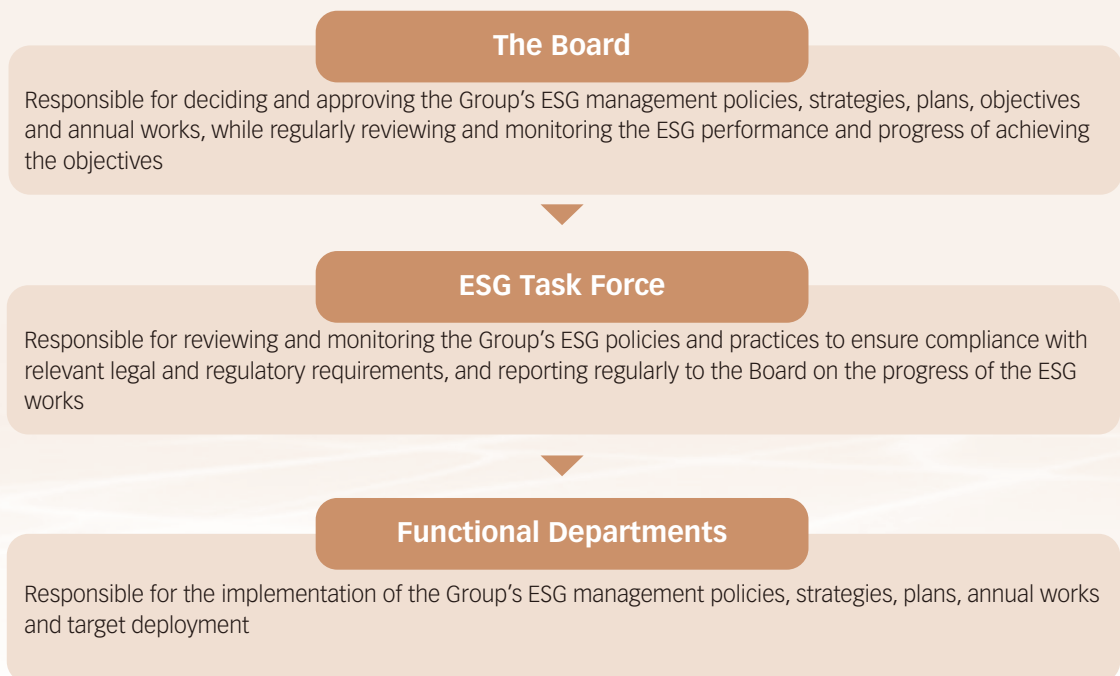 The Board
Responsible for deciding and approving the Group’s ESG management policies, strategies, plans, objectives
and annual works, while regularly reviewing and monitoring the ESG performance and progress of achieving
the objectives
ESG Task Force
Responsible for reviewing and monitoring the Group’s ESG policies and practices to ensure compliance with
relevant legal and regulatory requirements, and reporting regularly to the Board on the progress of the ESG
works
Functional Departments
Responsible for the implementation of the Group’s ESG management policies, strategies, plans, annual works
and target deployment